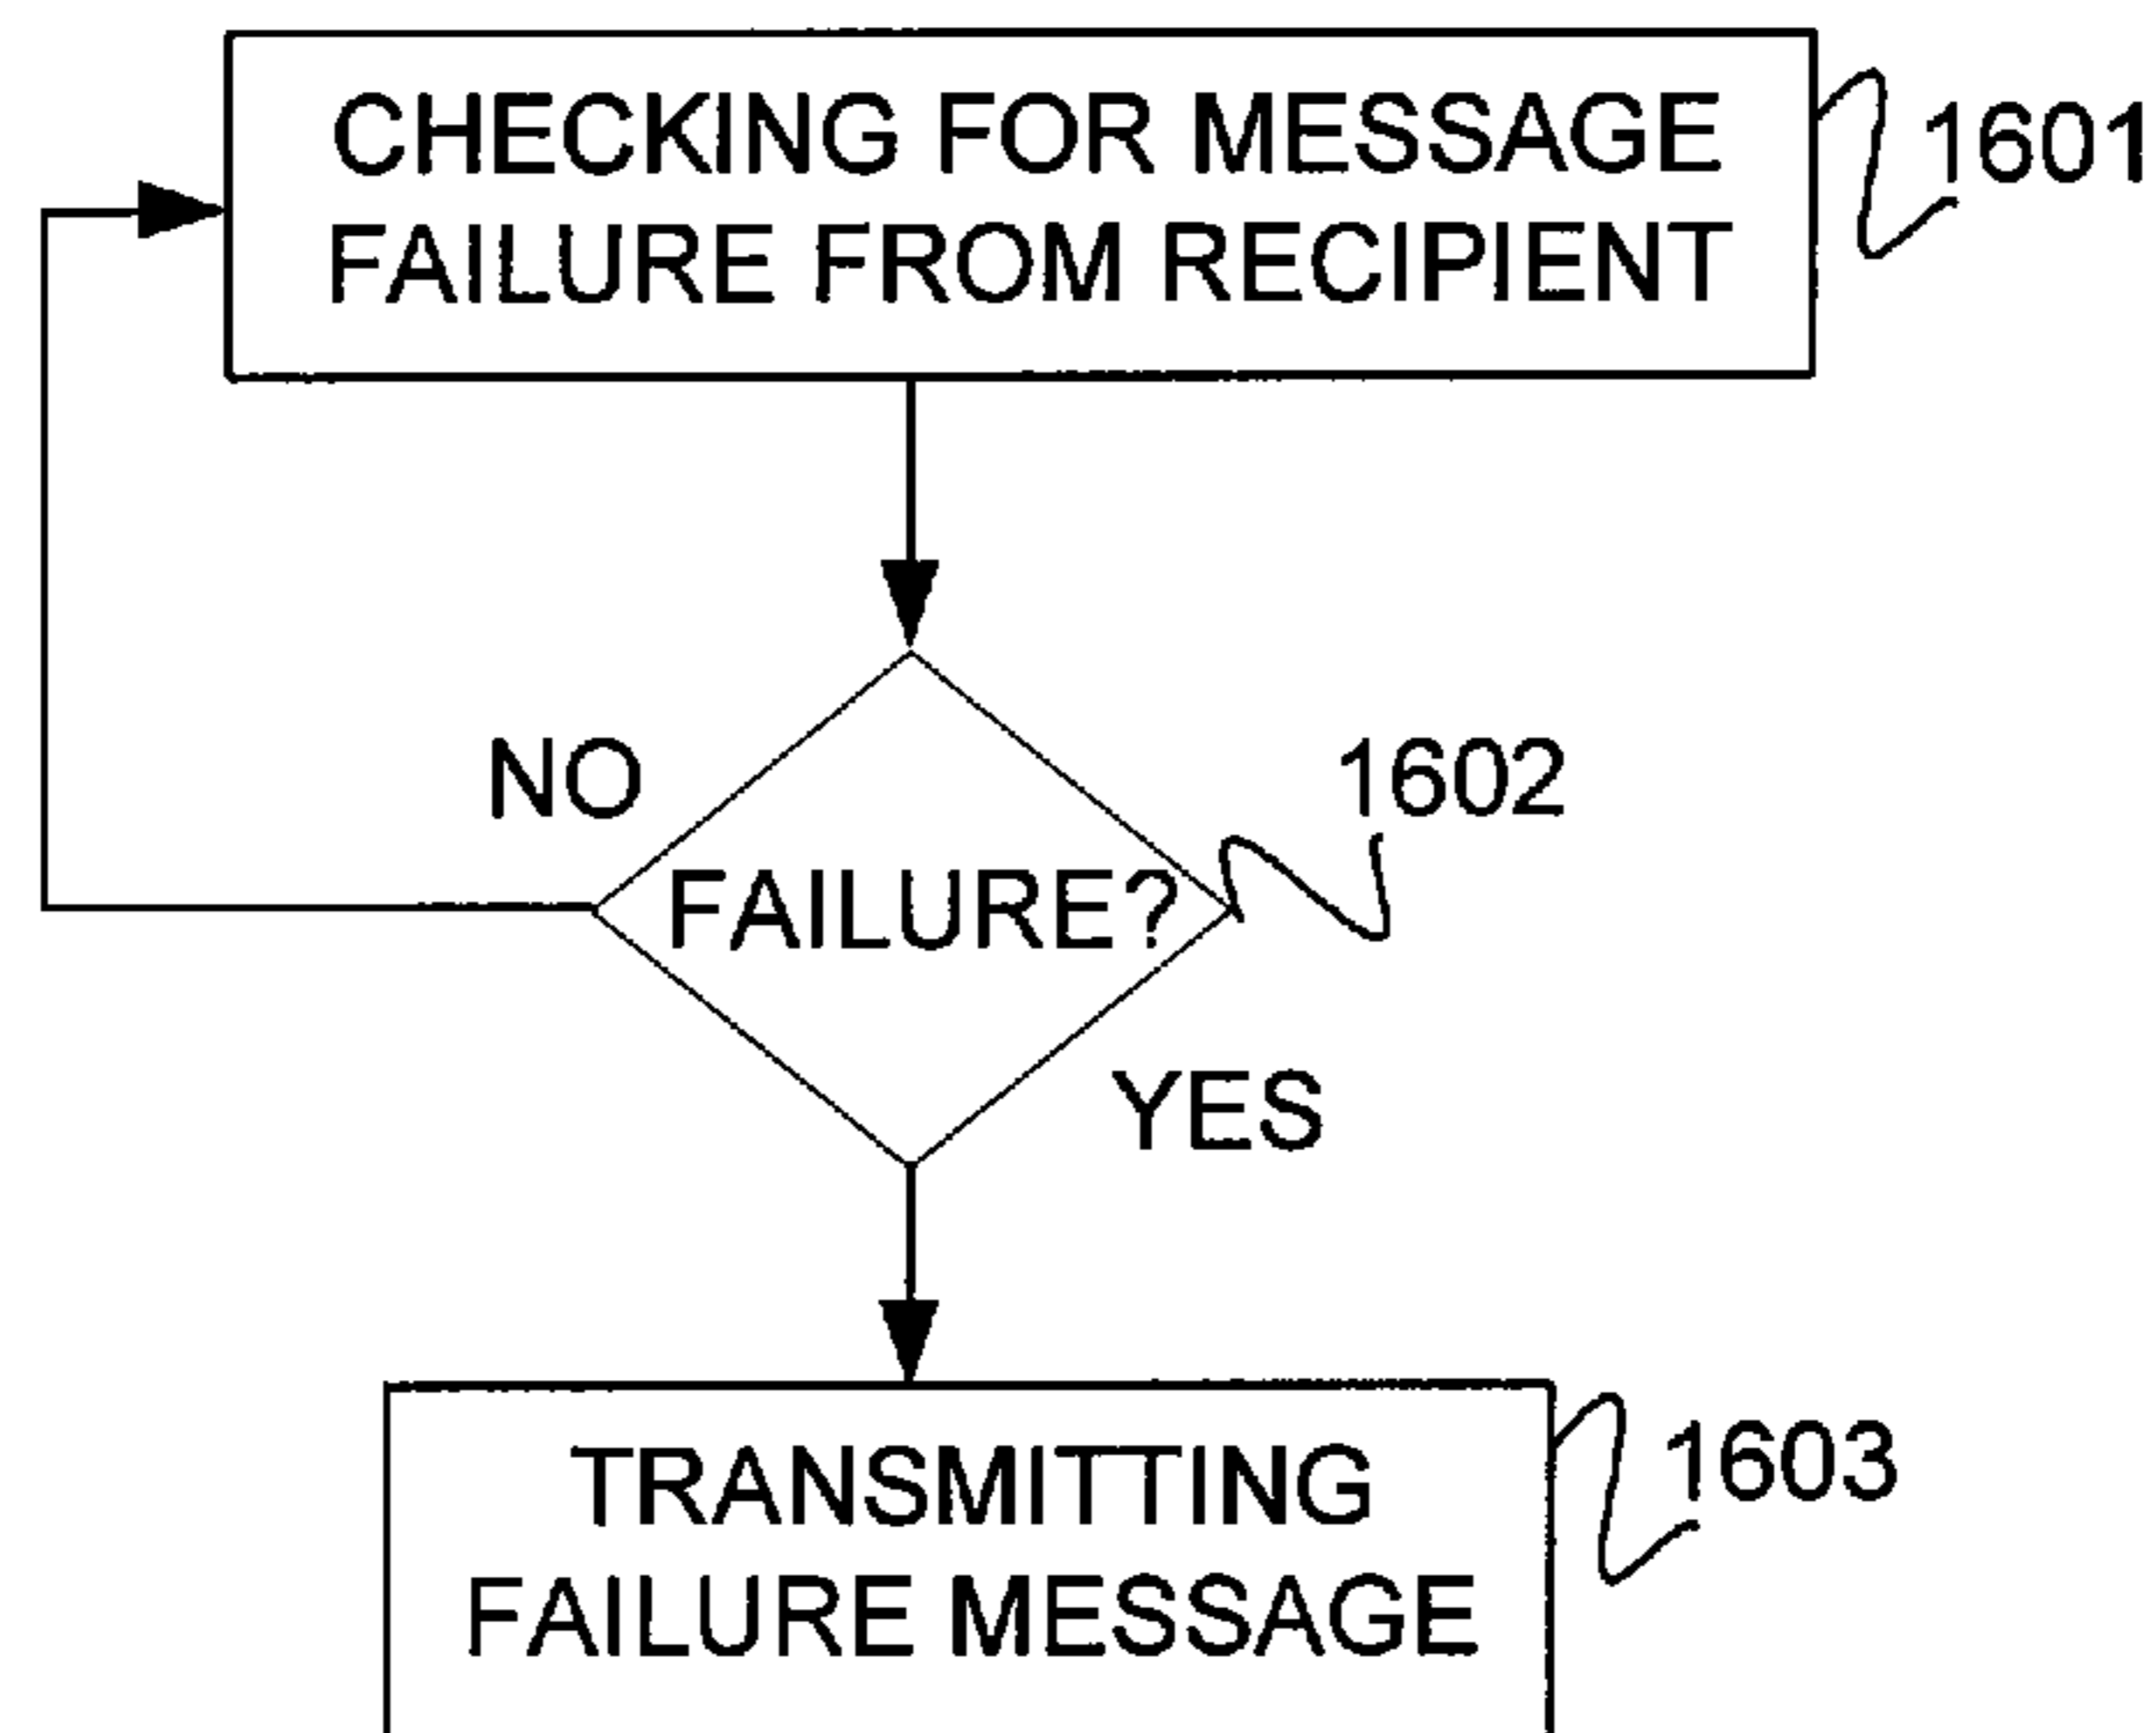 CHECKING FOR MESSAGE
FAILURE FROM RECIPIENT
1601
NO
1602
FAILURE?
YES
TRANSMITTING
FAILURE MESSAGE
1603